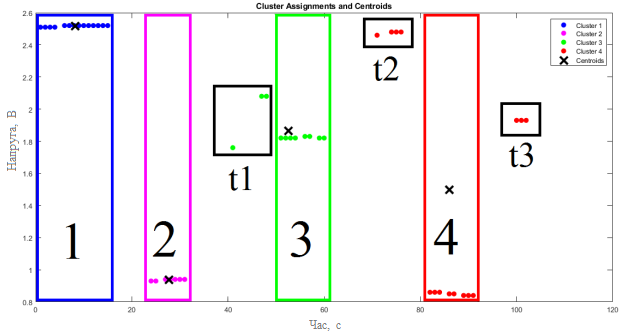 Cluster Assignments and Centroids
2.6
2.4
2.2
2
1.8
1.6
1.4
1.2
1
0.8
Напруга, В
1
2
t1
3
t2
4
t3
Cluster 1
Cluster 2
Cluster 3
Cluster 4
Centroids
0
20
40
60
80
100
120
Час, с